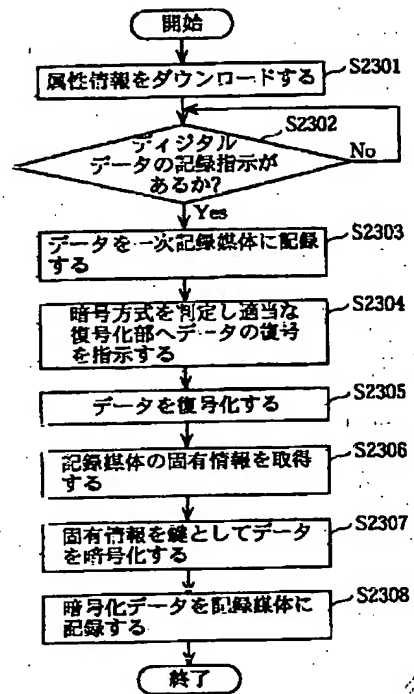 開始
属性情報をダウンロードする
S2301
S2302
ディジタル
データの記録指示が
あるか?
No
Yes
データを一次記録媒体に記録
する
S2303
暗号方式を判定し適当な
復号化部へデータの復号
を指示する
S2304
データを復号化する
S2305
記録媒体の固有情報を取得
する
S2306
固有情報を鍵としてデータ
を暗号化する
S2307
暗号化データを記録媒体に
記録する
S2308
終了